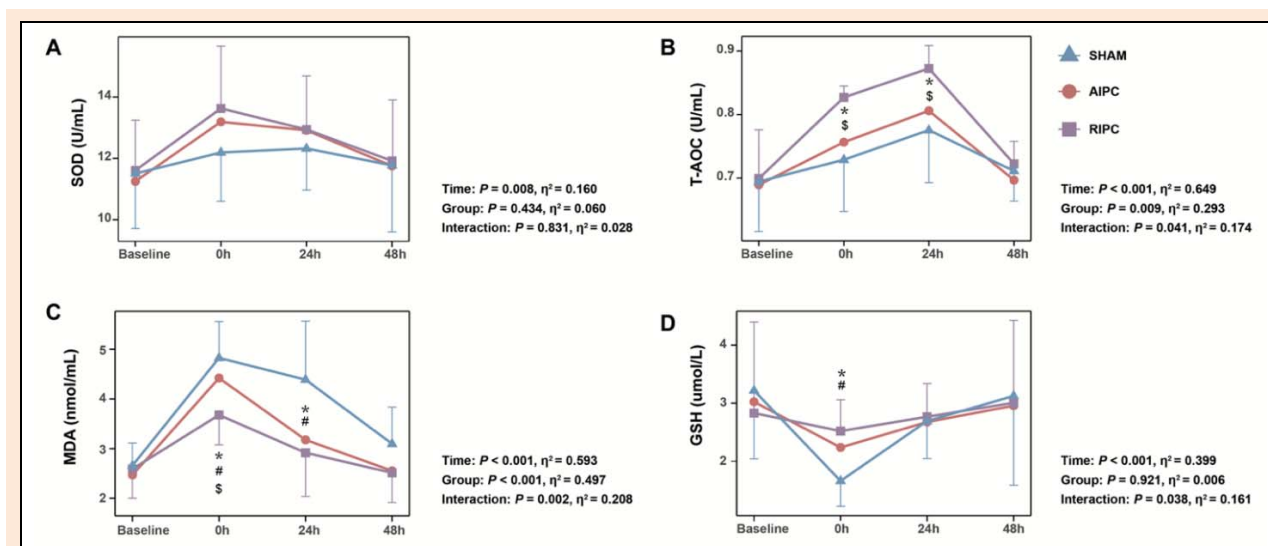 A
SOD (U/mL)
14
12
10
Baseline 0h 24h 48h
Time: P = 0.008, η² = 0.160
Group: P = 0.434, η² = 0.060
Interaction: P = 0.831, η² = 0.028
B
T-AOC (U/mL)
0.9
0.8
0.7
*
$
*
$
Baseline 0h 24h 48h
SHAM
AIPC
RIPC
Time: P < 0.001, η² = 0.649
Group: P = 0.009, η² = 0.293
Interaction: P = 0.041, η² = 0.174
C
MDA (nmol/mL)
5
4
3
2
*
#
$
*
#
Baseline 0h 24h 48h
Time: P < 0.001, η² = 0.593
Group: P < 0.001, η² = 0.497
Interaction: P = 0.002, η² = 0.208
D
GSH (umol/L)
4
3
2
*
#
Baseline 0h 24h 48h
Time: P < 0.001, η² = 0.399
Group: P = 0.921, η² = 0.006
Interaction: P = 0.038, η² = 0.161